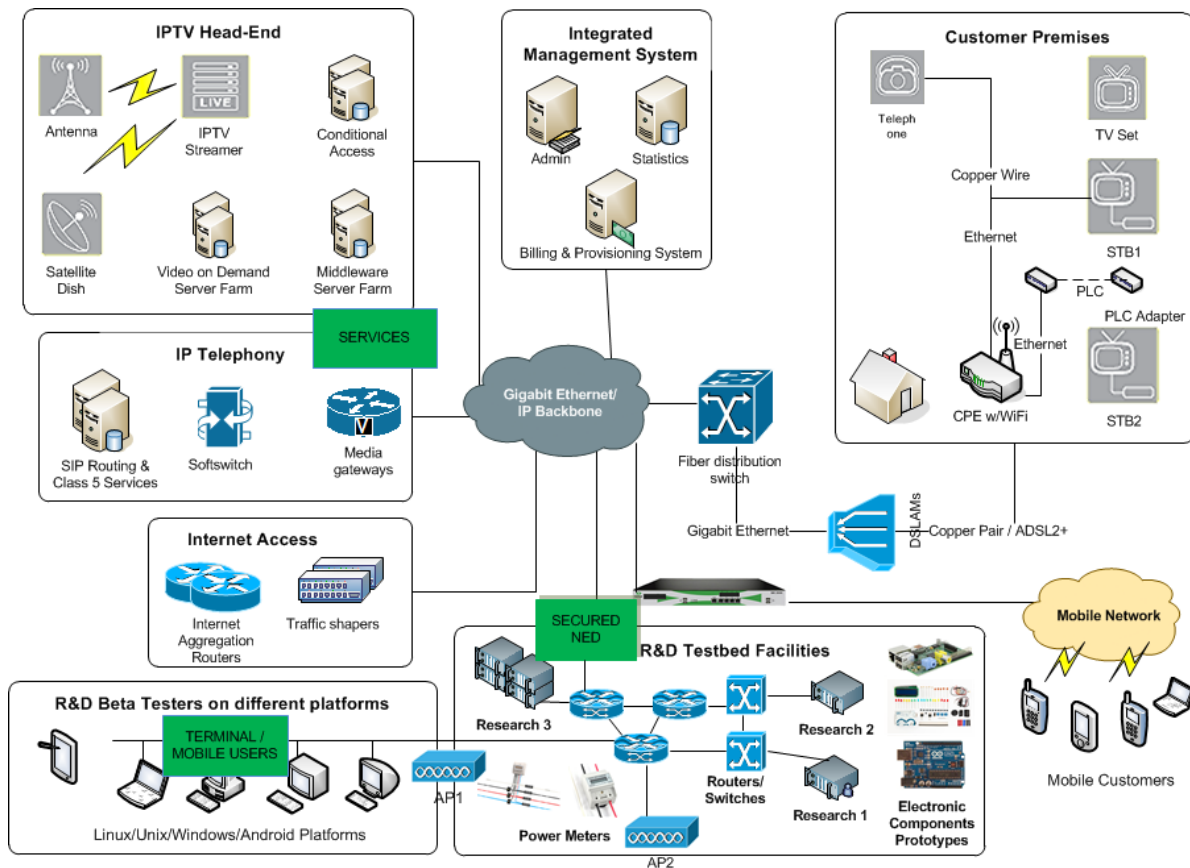 IPTV Head-End
Antenna
LIVE
IPTV
Streamer
Conditional
Access
Satellite
Dish
Video on Demand
Server Farm
Middleware
Server Farm
SERVICES
IP Telephony
SIP Routing &
Class 5 Services
Softswitch
V
Media
gateways
Internet Access
Internet
Aggregation
Routers
Traffic shapers
Integrated
Management System
Admin
Statistics
Billing & Provisioning System
Gigabit Ethernet/
IP Backbone
Fiber distribution
switch
Gigabit Ethernet
DSLAMs
Copper Pair / ADSL2+
Customer Premises
Teleph
one
TV Set
Copper Wire
Ethernet
STB1
PLC
PLC Adapter
Ethernet
CPE w/WiFi
STB2
Mobile Network
Mobile Customers
SECURED
NED
R&D Testbed Facilities
Research 3
Research 2
Routers/
Switches
Research 1
Power Meters
AP2
Electronic
Components
Prototypes
R&D Beta Testers on different platforms
TERMINAL /
MOBILE USERS
AP1
Linux/Unix/Windows/Android Platforms